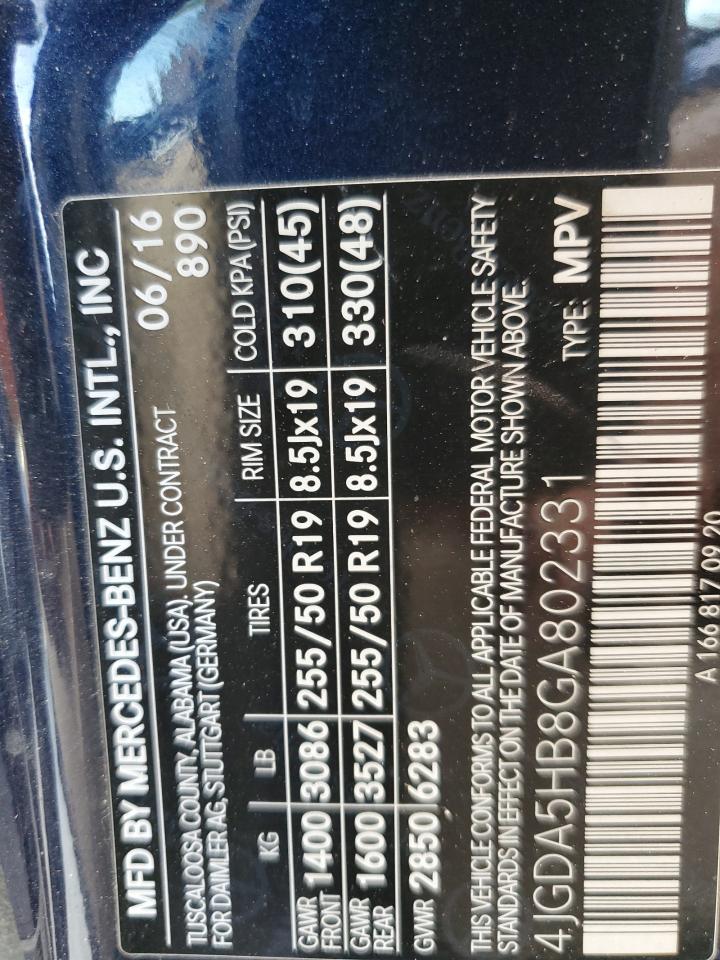 MFD BY MERCEDES-BENZ U.S. INTL., INC
06/16
TUSCALOOSA COUNTY, ALABAMA (USA). UNDER CONTRACT 890
FOR DAIMLER AG, STUTTGART (GERMANY)
KG LB TIRES RIM SIZE COLD KPA (PSI)
GAWR FRONT 1400 3086 255/50 R19 8.5Jx19 310(45)
GAWR REAR 1600 3527 255/50 R19 8.5Jx19 330(48)
GVWR 2850 6283
THIS VEHICLE CONFORMS TO ALL APPLICABLE FEDERAL MOTOR VEHICLE SAFETY
STANDARDS IN EFFECT ON THE DATE OF MANUFACTURE SHOWN ABOVE.
4JGDA5HB8GA802331 TYPE: MPV
A 166 817 09 20